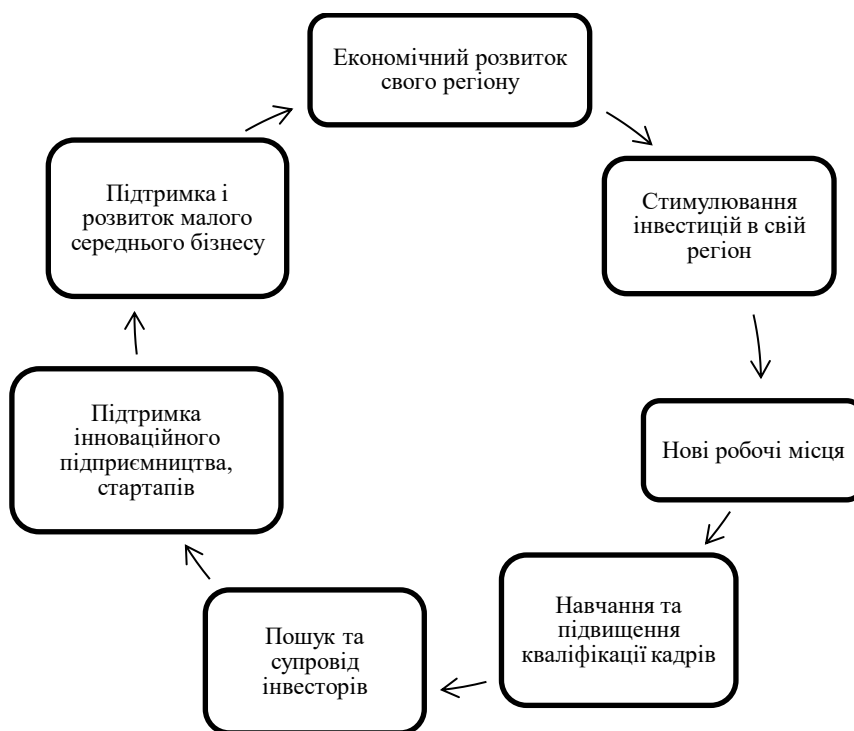 Економічний розвиток
свого регіону
Стимулювання
інвестицій в свій
регіон
Нові робочі місця
Навчання та
підвищення
кваліфікації кадрів
Пошук та
супровід
інвесторів
Підтримка
інноваційного
підприємництва,
стартапів
Підтримка і
розвиток малого
середнього бізнесу